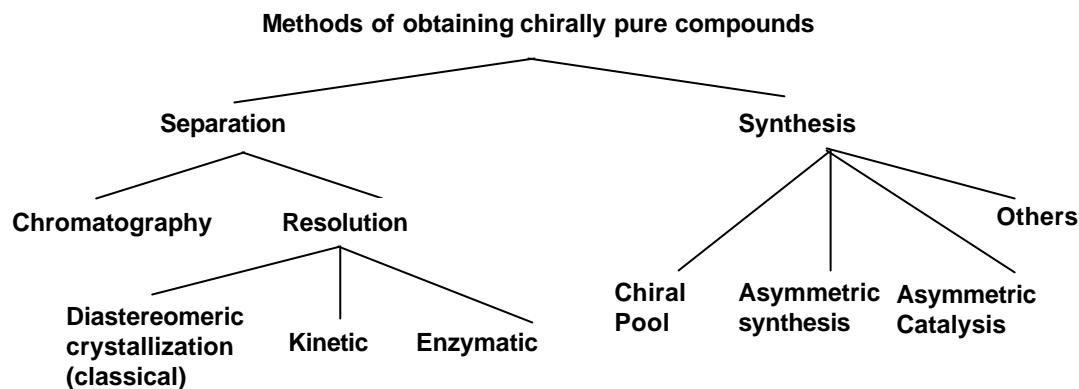 Methods of obtaining chirally pure compounds
Separation
Synthesis
Chromatography
Resolution
Others
Chiral
Pool
Asymmetric
synthesis
Asymmetric
Catalysis
Diastereomeric
crystallization
(classical)
Kinetic
Enzymatic